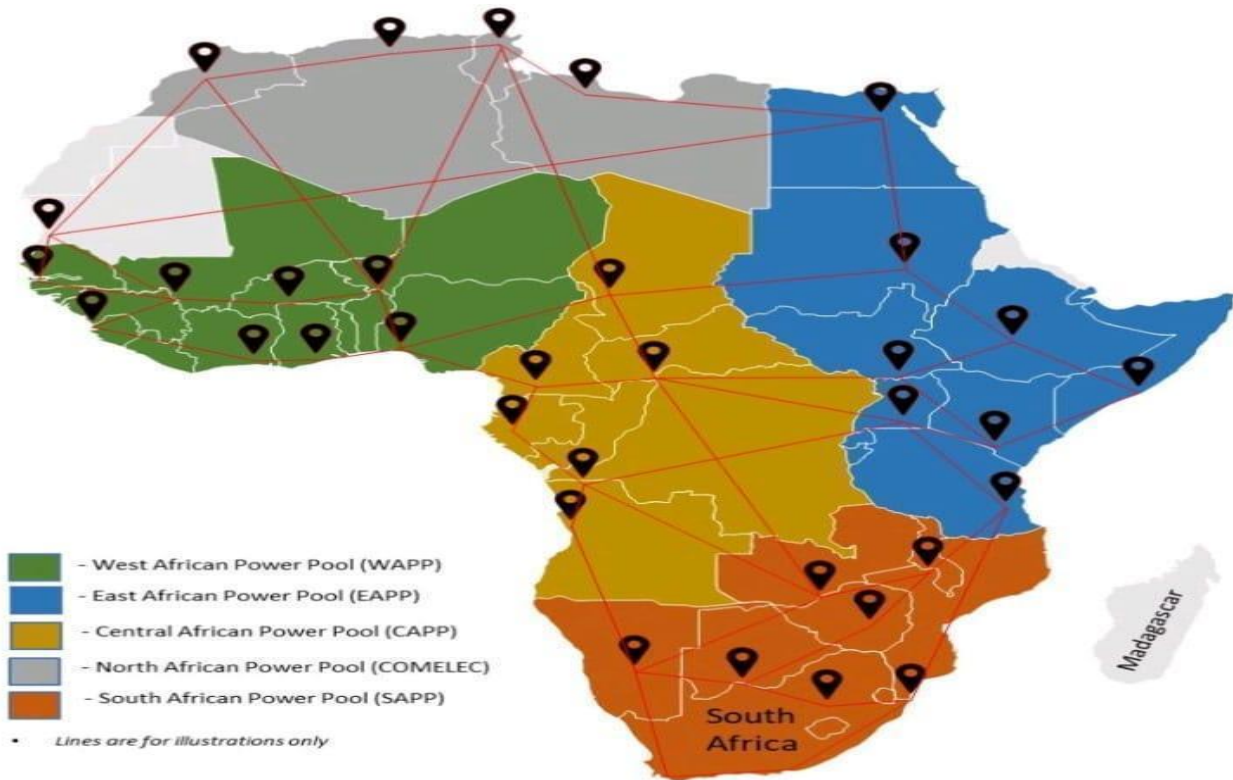 - West African Power Pool (WAPP)
- East African Power Pool (EAPP)
- Central African Power Pool (CAPP)
- North African Power Pool (COMELEC)
- South African Power Pool (SAPP)
• Lines are for illustrations only
South
Africa
Madagascar